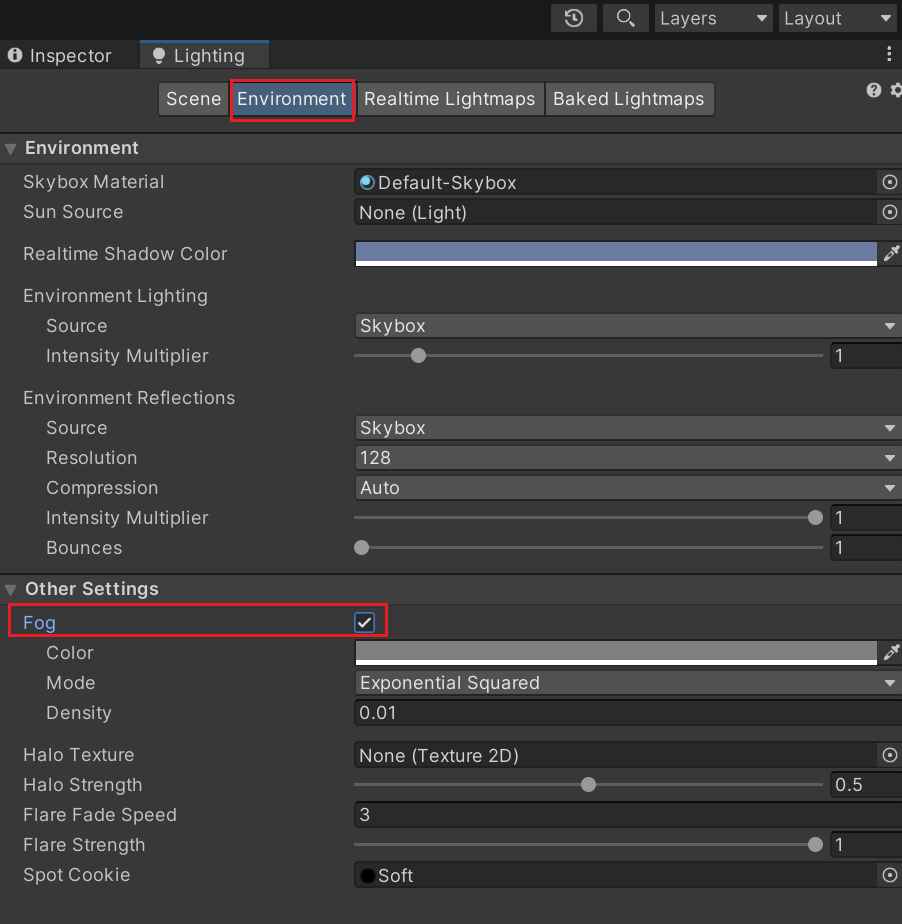 Layers Layout
Inspector Lighting
Scene Environment Realtime Lightmaps Baked Lightmaps
Environment
Skybox Material Default-Skybox
Sun Source None (Light)
Realtime Shadow Color
Environment Lighting
Source Skybox
Intensity Multiplier 1
Environment Reflections
Source Skybox
Resolution 128
Compression Auto
Intensity Multiplier 1
Bounces 1
Other Settings
Fog
Color
Mode Exponential Squared
Density 0.01
Halo Texture None (Texture 2D)
Halo Strength 0.5
Flare Fade Speed 3
Flare Strength 1
Spot Cookie Soft